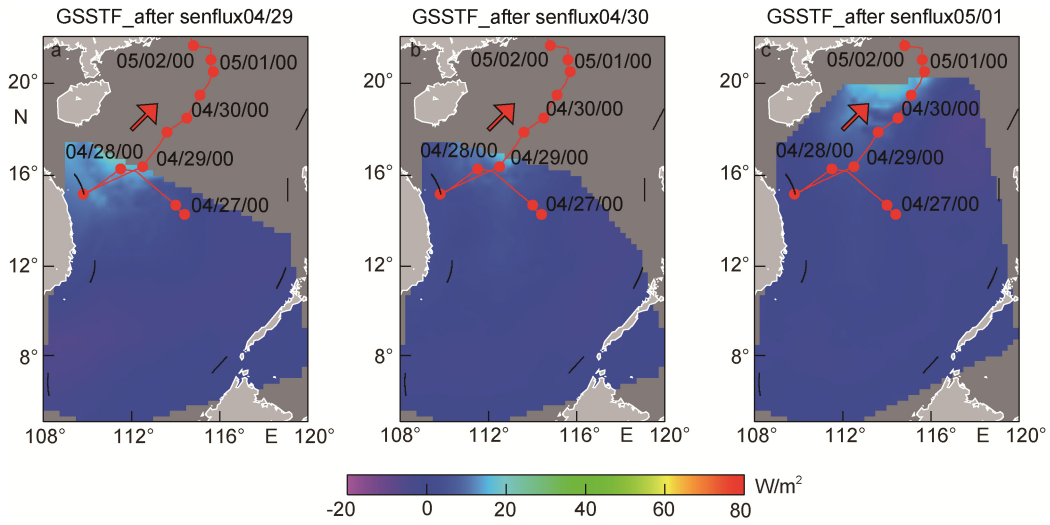 GSSTF_after senflux04/29
GSSTF_after senflux04/30
GSSTF_after senflux05/01
a
05/02/00
05/01/00
04/30/00
04/28/00
04/29/00
04/27/00
b
05/02/00
05/01/00
04/30/00
04/28/00
04/29/00
04/27/00
c
05/02/00
05/01/00
04/30/00
04/28/00
04/29/00
04/27/00
20°
N
16°
12°
8°
20°
16°
12°
8°
20°
16°
12°
8°
108° 112° 116° E 120°
108° 112° 116° E 120°
108° 112° 116° E 120°
-20 0 20 40 60 80
W/m²